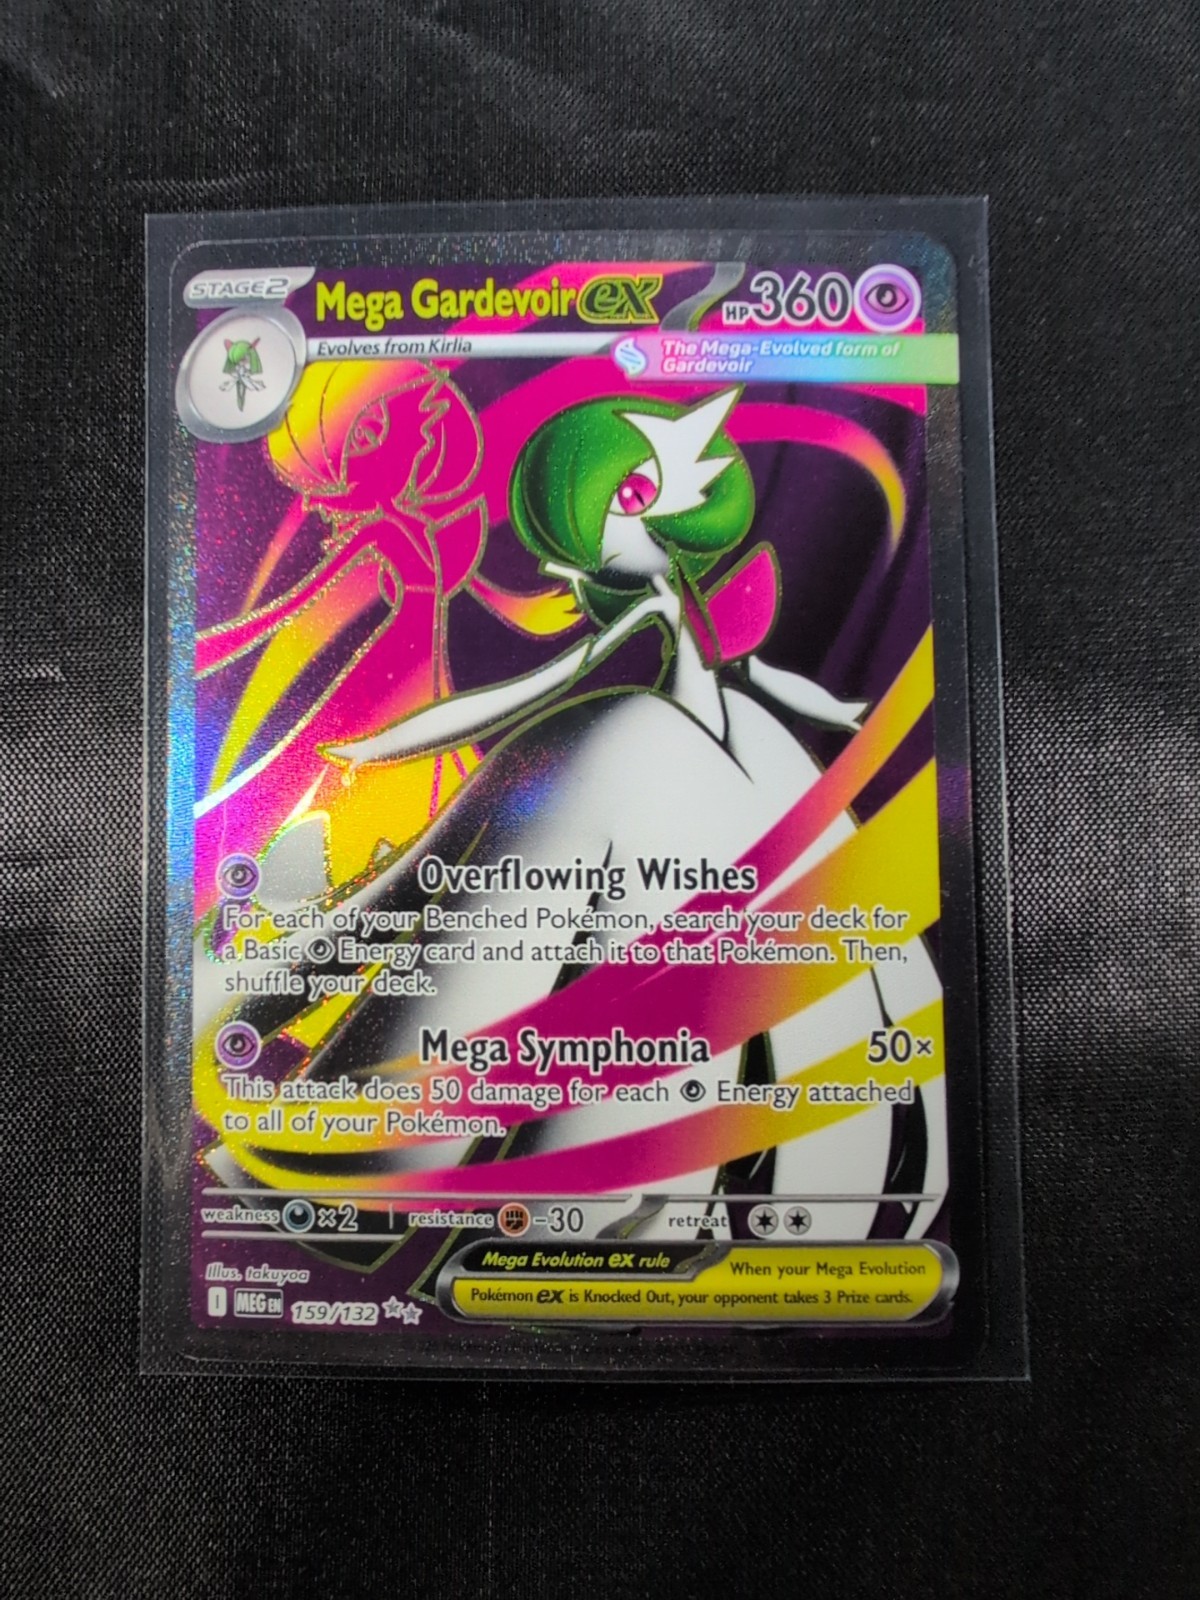 STAGE2
Mega Gardevoir ex
HP 360
Evolves from Kirlia
The Mega-Evolved form of
Gardevoir
Overflowing Wishes
For each of your Benched Pokémon, search your deck for
a Basic Energy card and attach it to that Pokémon. Then,
shuffle your deck.
Mega Symphonia 50×
This attack does 50 damage for each Energy attached
to all of your Pokémon.
weakness ×2 resistance -30 retreat
Mega Evolution ex rule
When your Mega Evolution
Pokémon ex is Knocked Out, your opponent takes 3 Prize cards.
Illus. takuyoa
I MEG EN 159/132